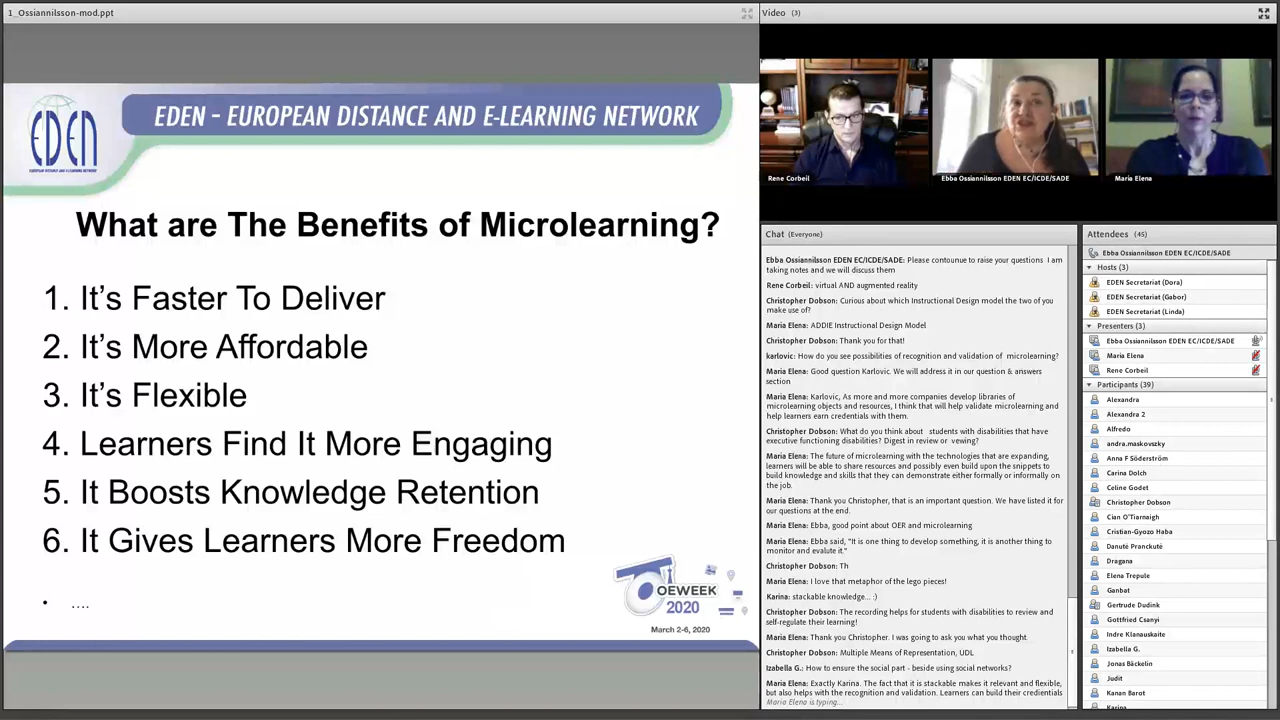 1_Ossiannilsson-mod.ppt
EDEN
EUROPEAN DISTANCE AND E-LEARNING NETWORK
EDEN - EUROPEAN DISTANCE AND E-LEARNING NETWORK
What are The Benefits of Microlearning?
1. It's Faster To Deliver
2. It's More Affordable
3. It's Flexible
4. Learners Find It More Engaging
5. It Boosts Knowledge Retention
6. It Gives Learners More Freedom
• ....
OEWEEK
2020
March 2-6, 2020
Video (3)
Rene Corbeil
Ebba Ossiannilsson EDEN EC/ICDE/SADE
Maria Elena
Chat (Everyone)
Ebba Ossiannilsson EDEN EC/ICDE/SADE: Please contounue to raise your questions I am
taking notes and we will discuss them
Rene Corbeil: virtual AND augmented reality
Christopher Dobson: Curious about which Instructional Design model the two of you
make use of?
Maria Elena: ADDIE Instructional Design Model
Christopher Dobson: Thank you for that!
karlovic: How do you see possibilities of recognition and validation of microlearning?
Maria Elena: Good question Karlovic. We will address it in our question & answers
section
Maria Elena: Karlovic, As more and more companies develop libraries of
microlearning objects and resources, I think that will help validate microlearning and
help learners earn credentials with them.
Christopher Dobson: What do you think about students with disabilities that have
executive functioning disabilities? Digest in review or vewing?
Maria Elena: The future of microlearning with the technologies that are expanding,
learners will be able to share resources and possibly even build upon the snippets to
build knowledge and skills that they can demonstrate either formally or informally on
the job.
Maria Elena: Thank you Christopher, that is an important question. We have listed it for
our questions at the end.
Maria Elena: Ebba, good point about OER and microlearning
Maria Elena: Ebba said, "It is one thing to develop something, it is another thing to
monitor and evalute it."
Christopher Dobson: Th
Maria Elena: I love that metaphor of the lego pieces!
Karina: stackable knowledge... :)
Christopher Dobson: The recording helps for students with disabilities to review and
self-regulate their learning!
Maria Elena: Thank you Christopher. I was going to ask you what you thought.
Christopher Dobson: Multiple Means of Representation, UDL
Izabella G.: How to ensure the social part - beside using social networks?
Maria Elena: Exactly Karina. The fact that it is stackable makes it relevant and flexible,
but also helps with the recognition and validation. Learners can build their credentials
Maria Elena is typing...
Attendees (45)
Ebba Ossiannilsson EDEN EC/ICDE/SADE
Hosts (3)
EDEN Secretariat (Dora)
EDEN Secretariat (Gabor)
EDEN Secretariat (Linda)
Presenters (3)
Ebba Ossiannilsson EDEN EC/ICDE/SADE
Maria Elena
Rene Corbeil
Participants (39)
Alexandra
Alexandra 2
Alfredo
andra.maskovszky
Anna F Söderström
Carina Dolch
Celine Godet
Christopher Dobson
Cian O'Tiarnaigh
Cristian-Gyozo Haba
Danutė Pranckutė
Dragana
Elena Trepule
Ganbat
Gertrude Dudink
Gottfried Csanyi
Indre Klanauskaite
Izabella G.
Jonas Bäckelin
Judit
Kanan Barot
Karina